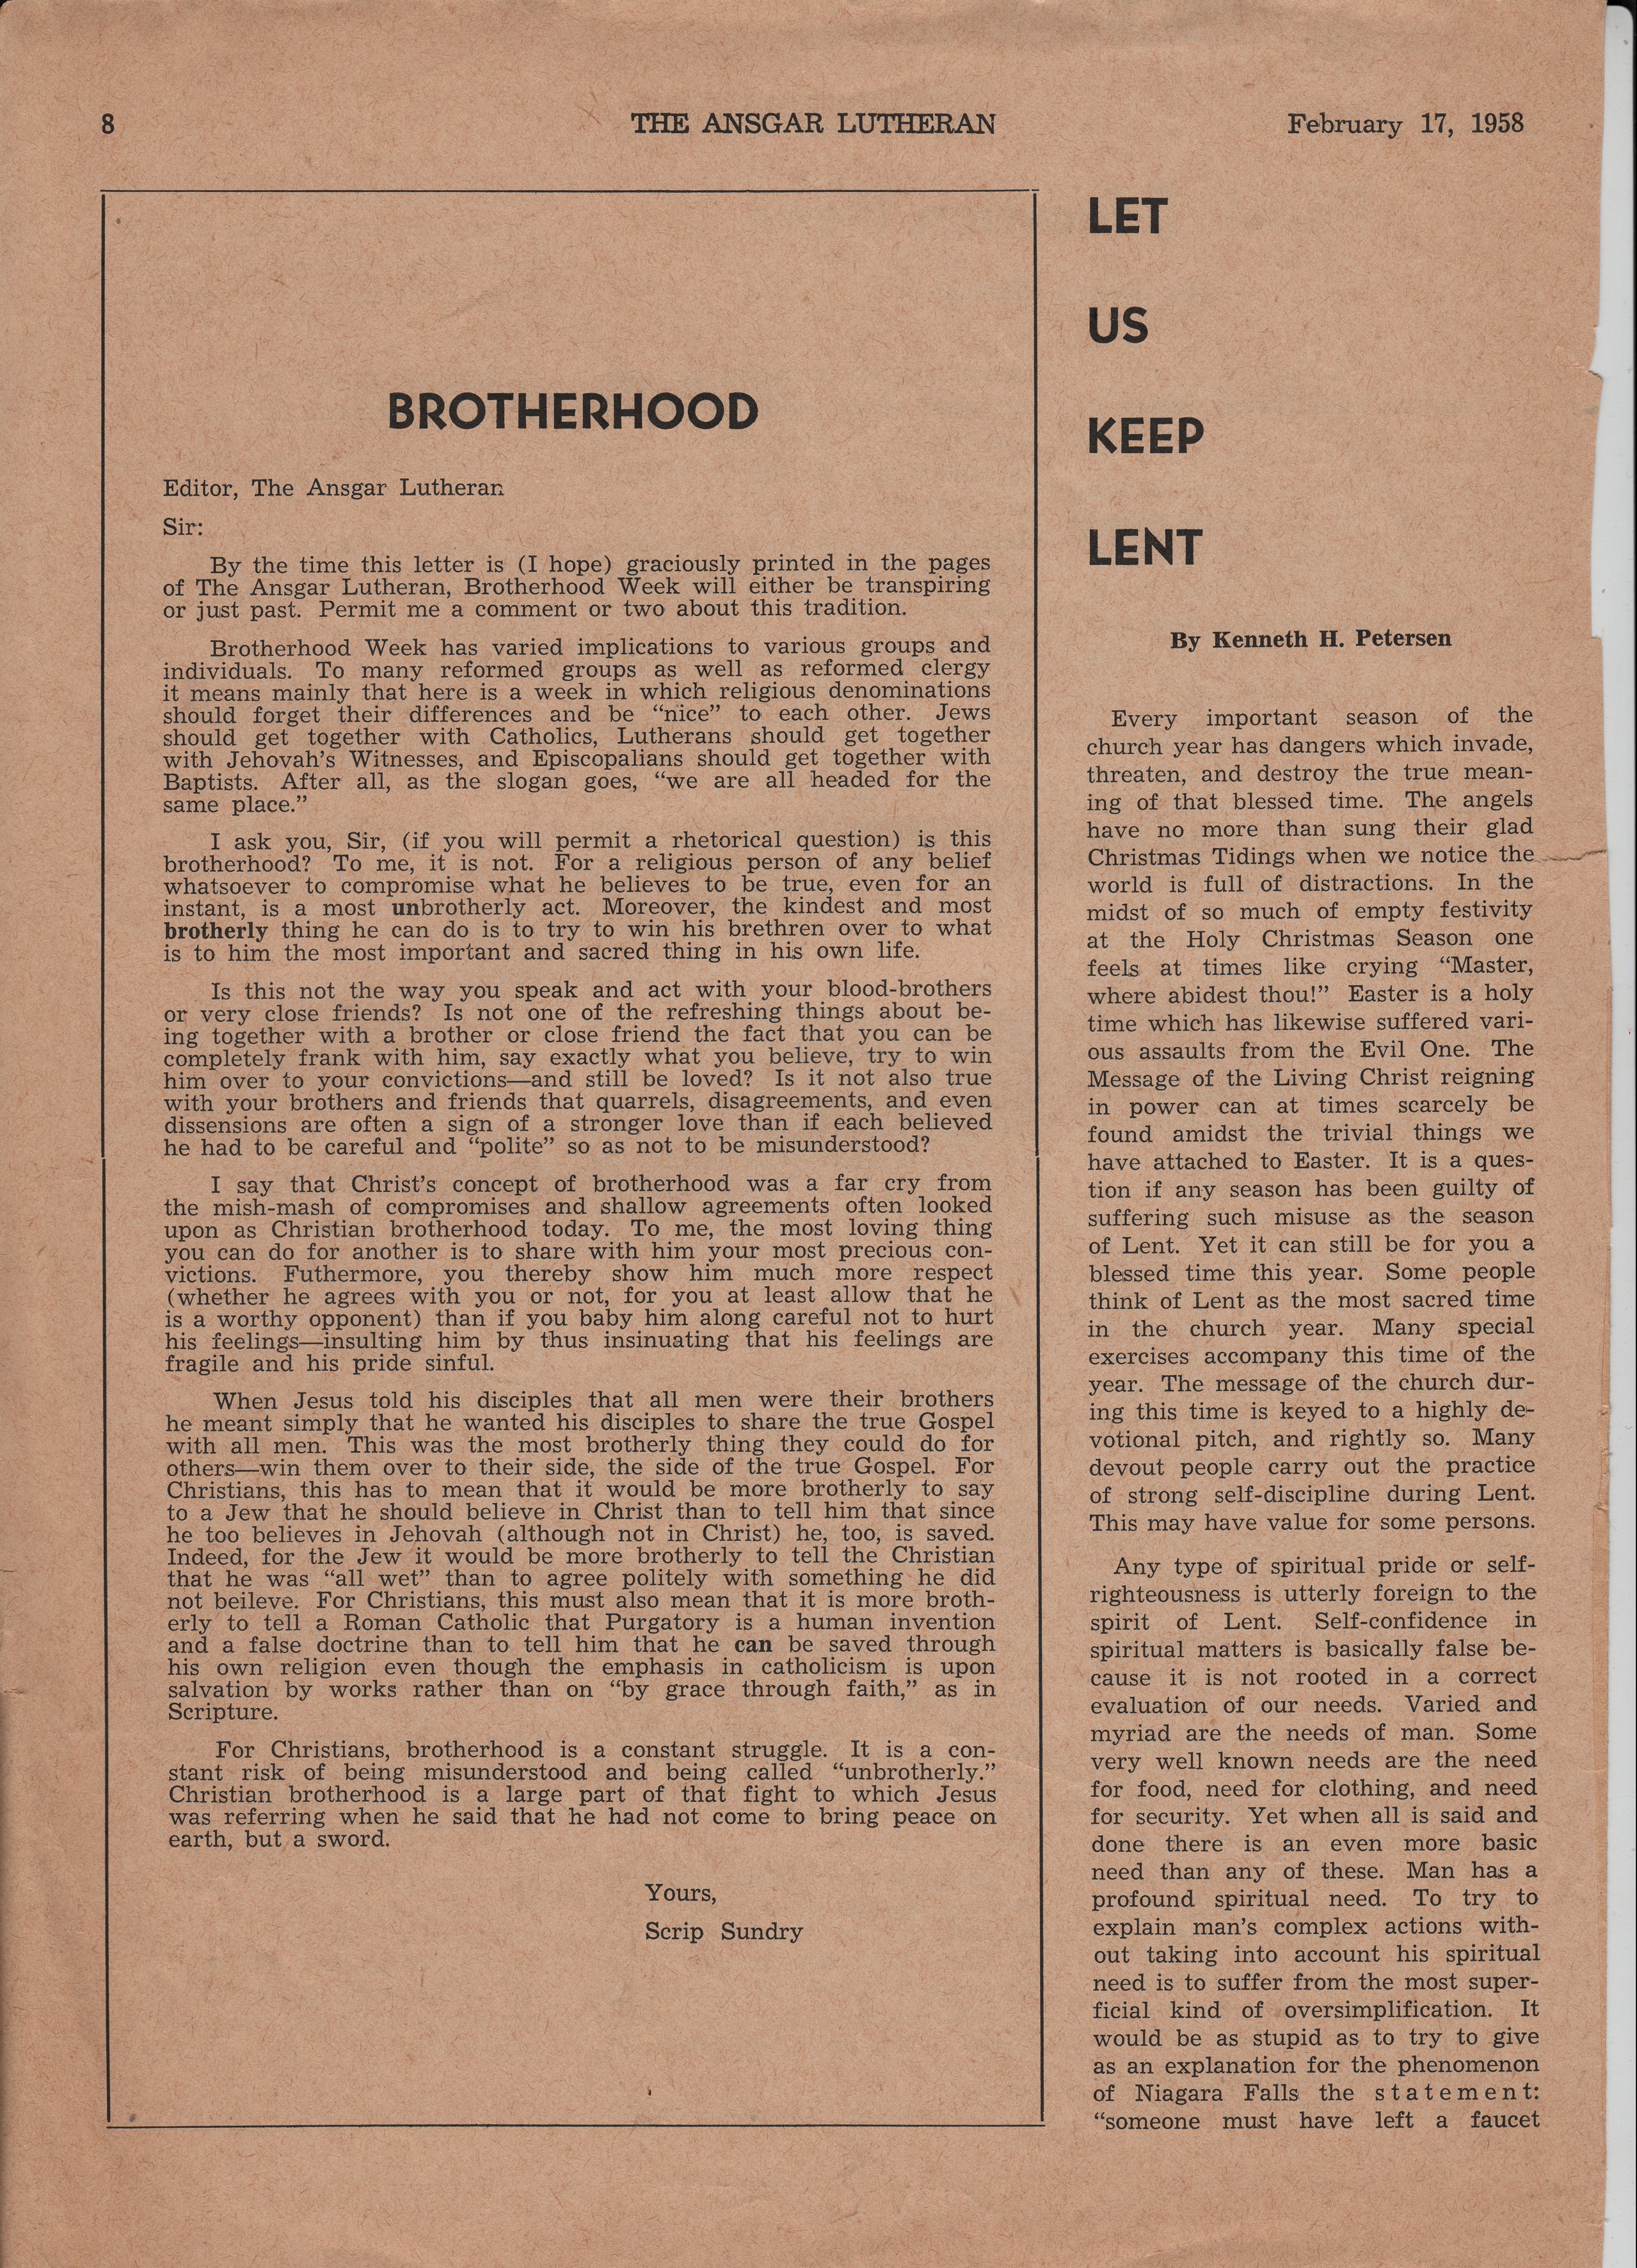 8
THE ANSGAR LUTHERAN
February 17, 1958
BROTHERHOOD
Editor, The Ansgar Lutheran
Sir:
By the time this letter is (I hope) graciously printed in the pages
of The Ansgar Lutheran, Brotherhood Week will either be transpiring
or just past. Permit me a comment or two about this tradition.
Brotherhood Week has varied implications to various groups and
individuals. To many reformed groups as well as reformed clergy
it means mainly that here is a week in which religious denominations
should forget their differences and be “nice” to each other. Jews
should get together with Catholics, Lutherans should get together
with Jehovah’s Witnesses, and Episcopalians should get together with
Baptists. After all, as the slogan goes, “we are all headed for the
same place.”
I ask you, Sir, (if you will permit a rhetorical question) is this
brotherhood? To me, it is not. For a religious person of any belief
whatsoever to compromise what he believes to be true, even for an
instant, is a most unbrotherly act. Moreover, the kindest and most
brotherly thing he can do is to try to win his brethren over to what
is to him the most important and sacred thing in his own life.
Is this not the way you speak and act with your blood-brothers
or very close friends? Is not one of the refreshing things about be-
ing together with a brother or close friend the fact that you can be
completely frank with him, say exactly what you believe, try to win
him over to your convictions—and still be loved? Is it not also true
with your brothers and friends that quarrels, disagreements, and even
dissensions are often a sign of a stronger love than if each believed
he had to be careful and “polite” so as not to be misunderstood?
I say that Christ’s concept of brotherhood was a far cry from
the mish-mash of compromises and shallow agreements often looked
upon as Christian brotherhood today. To me, the most loving thing
you can do for another is to share with him your most precious con-
victions. Futhermore, you thereby show him much more respect
(whether he agrees with you or not, for you at least allow that he
is a worthy opponent) than if you baby him along careful not to hurt
his feelings—insulting him by thus insinuating that his feelings are
fragile and his pride sinful.
When Jesus told his disciples that all men were their brothers
he meant simply that he wanted his disciples to share the true Gospel
with all men. This was the most brotherly thing they could do for
others—win them over to their side, the side of the true Gospel. For
Christians, this has to mean that it would be more brotherly to say
to a Jew that he should believe in Christ than to tell him that since
he too believes in Jehovah (although not in Christ) he, too, is saved.
Indeed, for the Jew it would be more brotherly to tell the Christian
that he was “all wet” than to agree politely with something he did
not beileve. For Christians, this must also mean that it is more broth-
erly to tell a Roman Catholic that Purgatory is a human invention
and a false doctrine than to tell him that he can be saved through
his own religion even though the emphasis in catholicism is upon
salvation by works rather than on “by grace through faith,” as in
Scripture.
For Christians, brotherhood is a constant struggle. It is a con-
stant risk of being misunderstood and being called “unbrotherly.”
Christian brotherhood is a large part of that fight to which Jesus
was referring when he said that he had not come to bring peace on
earth, but a sword.
Yours,
Scrip Sundry
LET
US
KEEP
LENT
By Kenneth H. Petersen
Every important season of the
church year has dangers which invade,
threaten, and destroy the true mean-
ing of that blessed time. The angels
have no more than sung their glad
Christmas Tidings when we notice the
world is full of distractions. In the
midst of so much of empty festivity
at the Holy Christmas Season one
feels at times like crying “Master,
where abidest thou!” Easter is a holy
time which has likewise suffered vari-
ous assaults from the Evil One. The
Message of the Living Christ reigning
in power can at times scarcely be
found amidst the trivial things we
have attached to Easter. It is a ques-
tion if any season has been guilty of
suffering such misuse as the season
of Lent. Yet it can still be for you a
blessed time this year. Some people
think of Lent as the most sacred time
in the church year. Many special
exercises accompany this time of the
year. The message of the church dur-
ing this time is keyed to a highly de-
votional pitch, and rightly so. Many
devout people carry out the practice
of strong self-discipline during Lent.
This may have value for some persons.
Any type of spiritual pride or self-
righteousness is utterly foreign to the
spirit of Lent. Self-confidence in
spiritual matters is basically false be-
cause it is not rooted in a correct
evaluation of our needs. Varied and
myriad are the needs of man. Some
very well known needs are the need
for food, need for clothing, and need
for security. Yet when all is said and
done there is an even more basic
need than any of these. Man has a
profound spiritual need. To try to
explain man’s complex actions with-
out taking into account his spiritual
need is to suffer from the most super-
ficial kind of oversimplification. It
would be as stupid as to try to give
as an explanation for the phenomenon
of Niagara Falls the statement:
“someone must have left a faucet